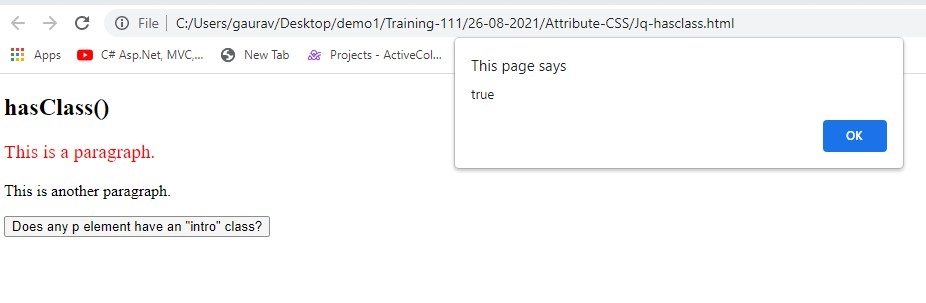 File | C:/Users/gaurav/Desktop/demo1/Training-111/26-08-2021/Attribute-CSS/Jq-hasclass.html
Apps C# Asp.Net, MVC,... New Tab Projects - ActiveCol...
This page says
true
OK
hasClass()
This is a paragraph.
This is another paragraph.
Does any p element have an "intro" class?